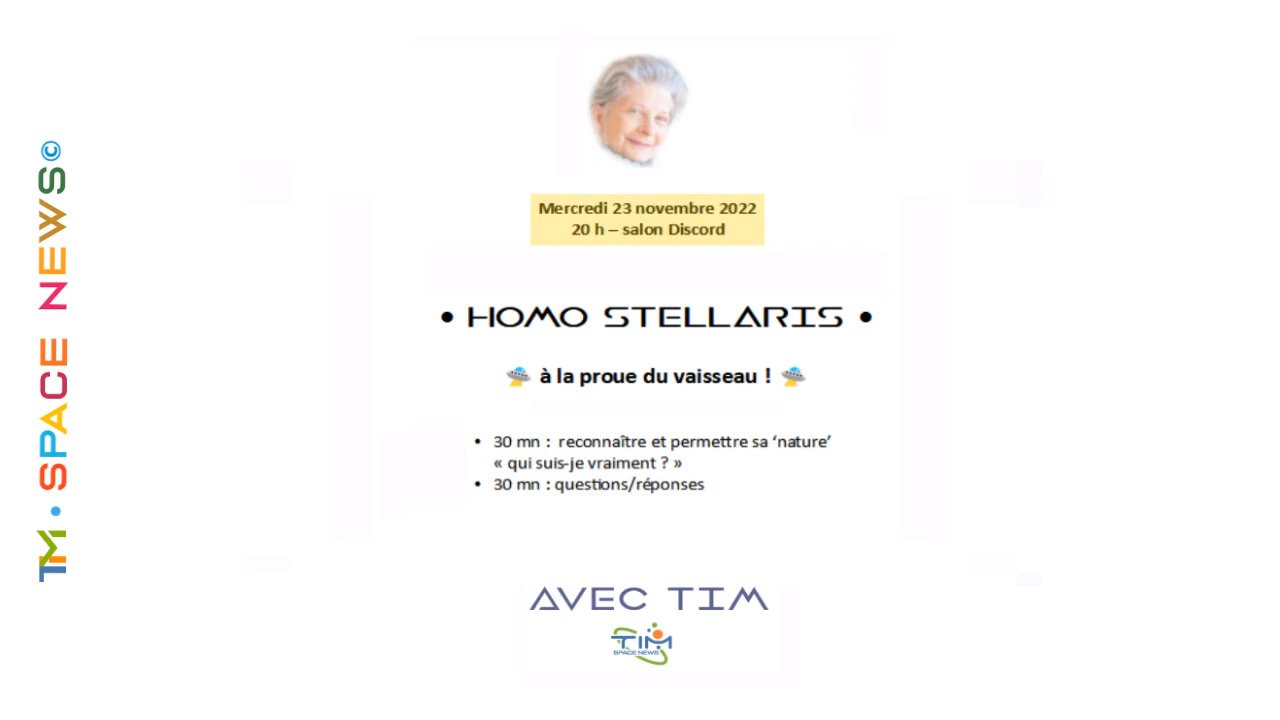 TIM • SPACE NEWS©
Mercredi 23 novembre 2022
20 h – salon Discord
• HOMO STELLARIS •
à la proue du vaisseau !
• 30 mn : reconnaître et permettre sa ‘nature’
« qui suis-je vraiment ? »
• 30 mn : questions/réponses
AVEC TIM
TIM
SPACE NEWS